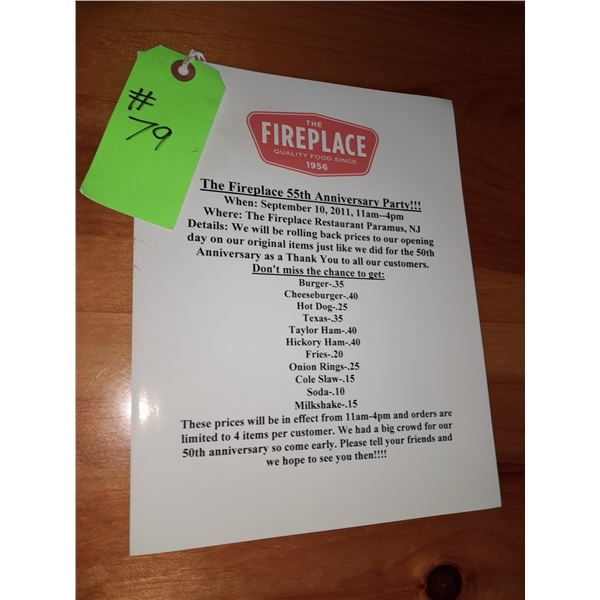 #
79
THE
FIREPLACE
QUALITY FOOD SINCE
1956
The Fireplace 55th Anniversary Party!!!
When: September 10, 2011, 11am--4pm
Where: The Fireplace Restaurant Paramus, NJ
Details: We will be rolling back prices to our opening
day on our original items just like we did for the 50th
Anniversary as a Thank You to all our customers.
Don't miss the chance to get:
Burger-.35
Cheeseburger-.40
Hot Dog-.25
Texas-.35
Taylor Ham-.40
Hickory Ham-.40
Fries-.20
Onion Rings-.25
Cole Slaw-.15
Soda-.10
Milkshake-.15
These prices will be in effect from 11am-4pm and orders are
limited to 4 items per customer. We had a big crowd for our
50th anniversary so come early. Please tell your friends and
we hope to see you then!!!!